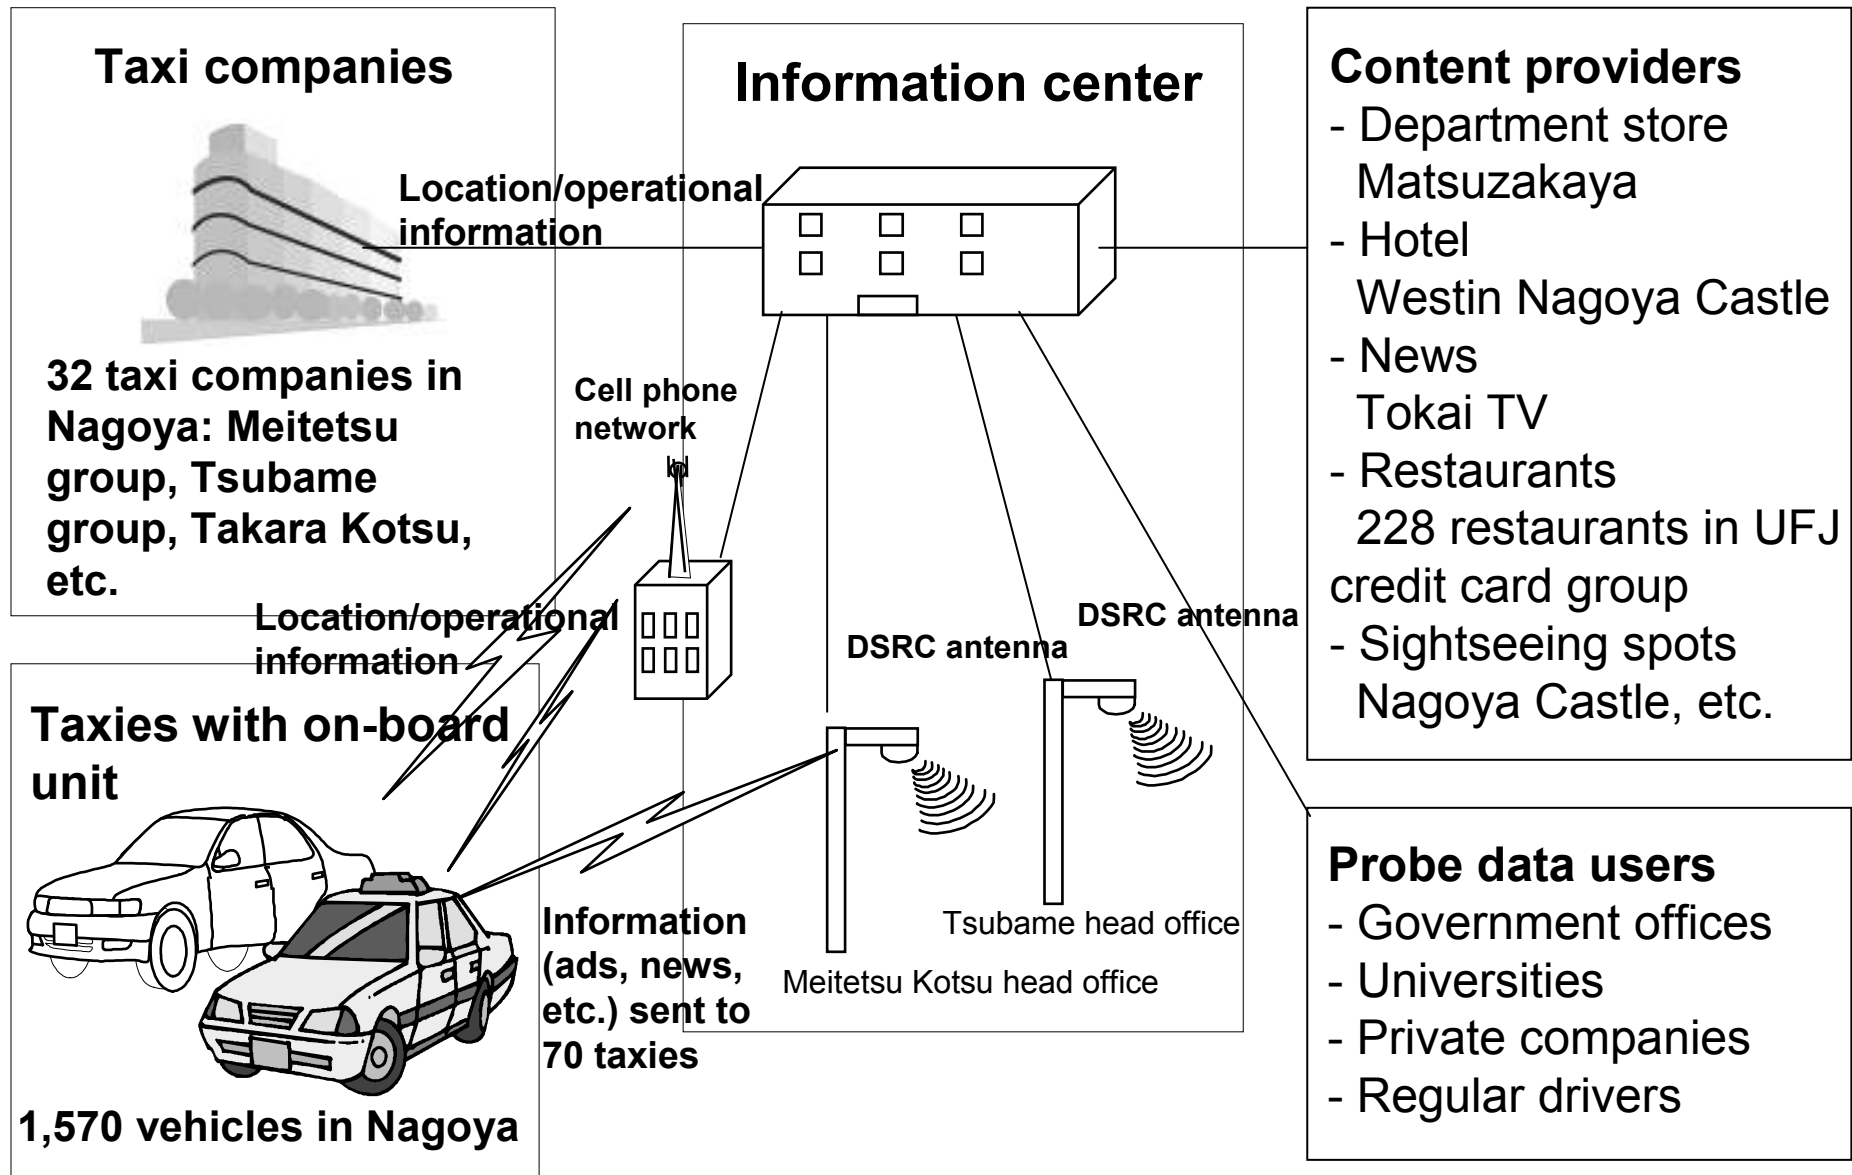 Taxi companies
Location/operational
information
32 taxi companies in
Nagoya: Meitetsu
group, Tsubame
group, Takara Kotsu,
etc.
Information center
Cell phone
network
Location/operational
information
DSRC antenna
DSRC antenna
Tsubame head office
Meitetsu Kotsu head office
Taxies with on-board
unit
Information
(ads, news,
etc.) sent to
70 taxies
1,570 vehicles in Nagoya
Content providers
- Department store
Matsuzakaya
- Hotel
Westin Nagoya Castle
- News
Tokai TV
- Restaurants
228 restaurants in UFJ
credit card group
- Sightseeing spots
Nagoya Castle, etc.
Probe data users
- Government offices
- Universities
- Private companies
- Regular drivers